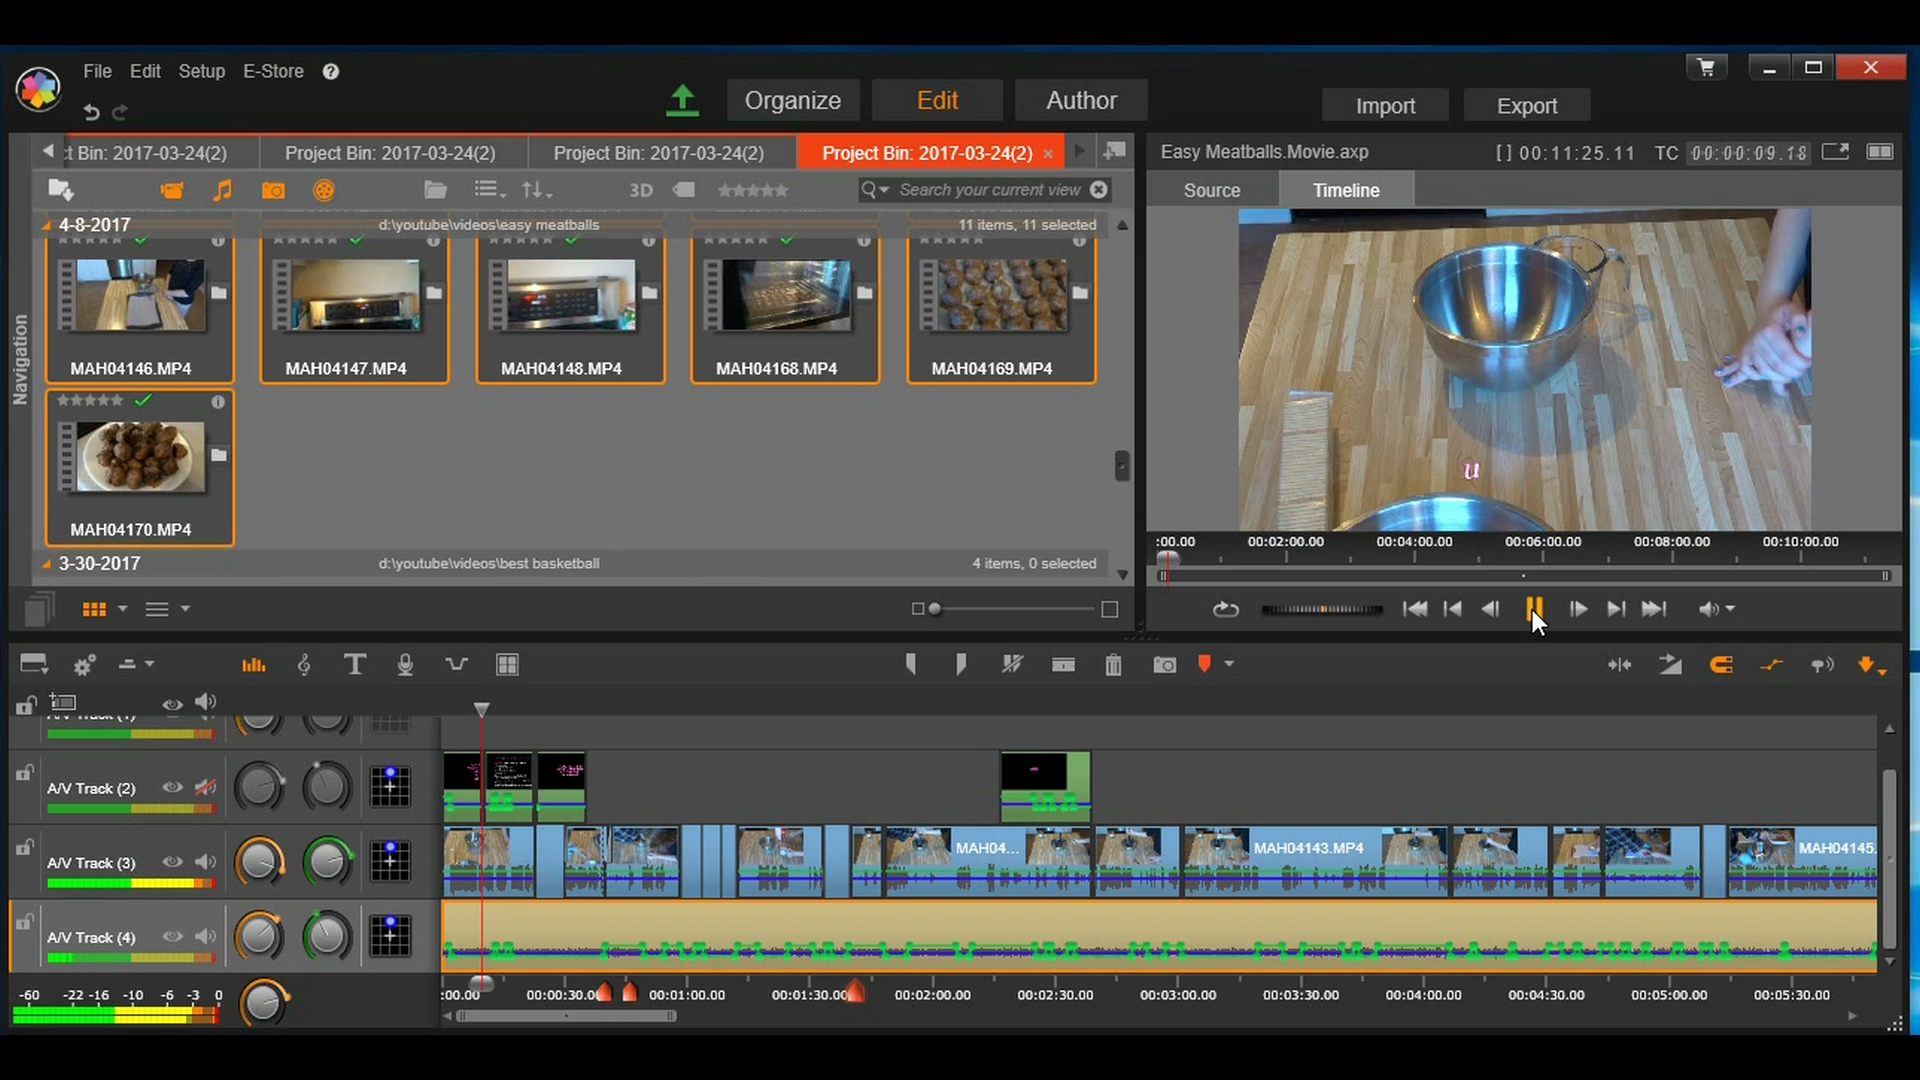 File Edit Setup E-Store ?
Organize Edit Author
Import Export
ct Bin: 2017-03-24(2) Project Bin: 2017-03-24(2) Project Bin: 2017-03-24(2) Project Bin: 2017-03-24(2) ×
Easy Meatballs.Movie.axp [ ] 00:11:25.11 TC 00:00:09.18
3D Search your current view
Source Timeline
4-8-2017 d:\youtube\videos\easy meatballs 11 items, 11 selected
MAH04146.MP4 MAH04147.MP4 MAH04148.MP4 MAH04168.MP4 MAH04169.MP4
MAH04170.MP4
Navigation
u
3-30-2017 d:\youtube\videos\best basketball 4 items, 0 selected
:00.00 00:02:00.00 00:04:00.00 00:06:00.00 00:08:00.00 00:10:00.00
A/V Track (1)
A/V Track (2)
A/V Track (3) MAH04... MAH04143.MP4 MAH04145.
A/V Track (4)
-60 -22 -16 -10 -6 -3 0
:00.00 00:00:30.00 00:01:00.00 00:01:30.00 00:02:00.00 00:02:30.00 00:03:00.00 00:03:30.00 00:04:00.00 00:04:30.00 00:05:00.00 00:05:30.00